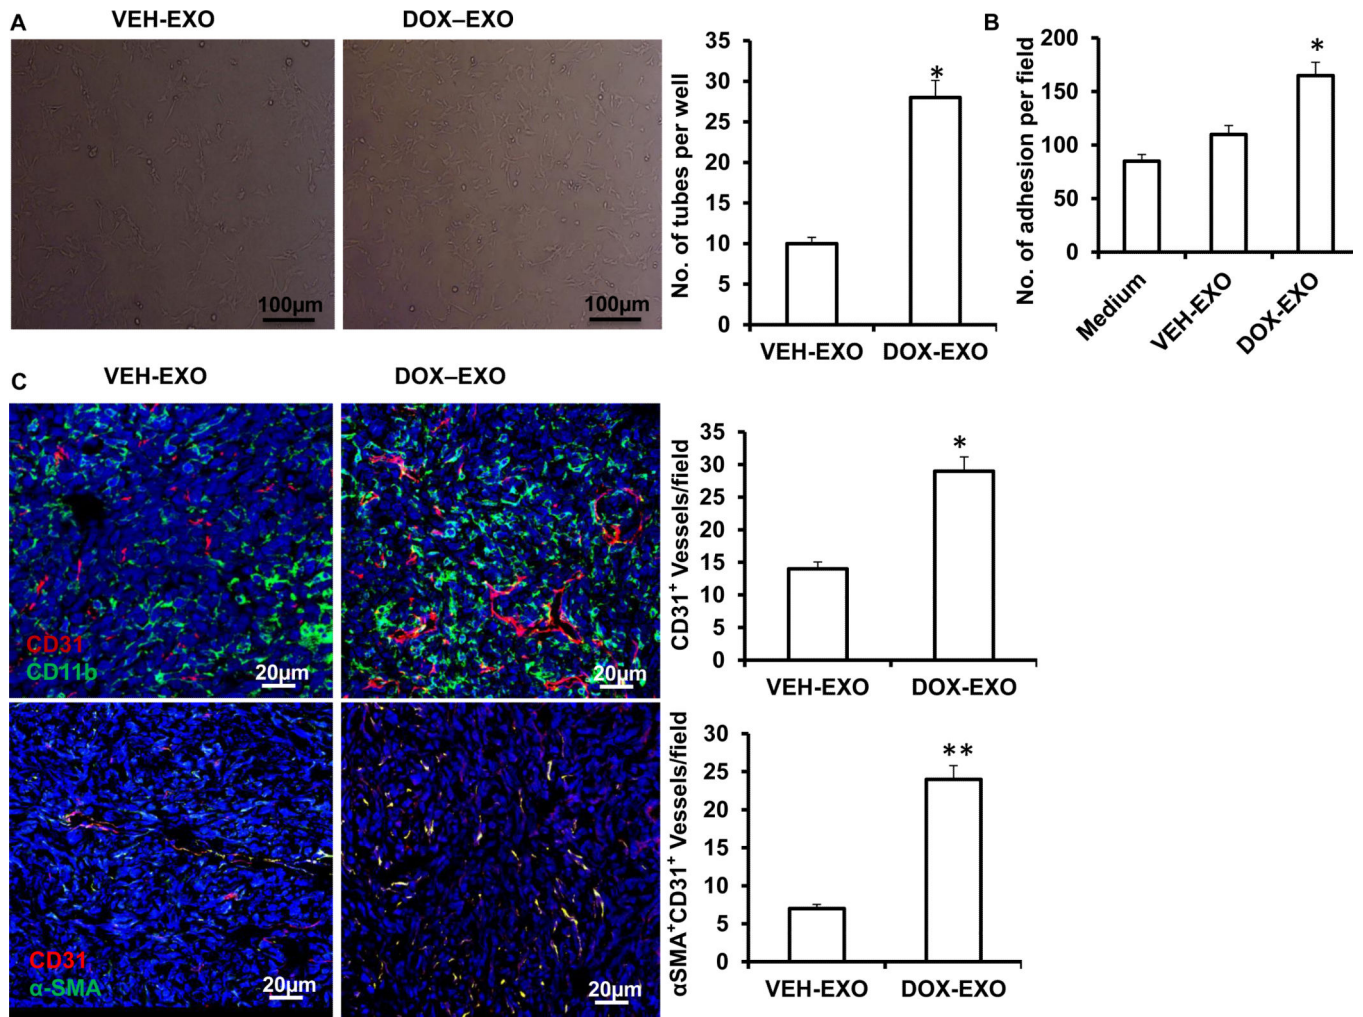 A
VEH-EXO
DOX–EXO
100µm
100µm
No. of tubes per well
35
30
25
20
15
10
5
0
*
VEH-EXO
DOX-EXO
B
No. of adhesion per field
200
150
100
50
0
*
Medium
VEH-EXO
DOX-EXO
C
VEH-EXO
DOX–EXO
CD31
CD11b
20µm
20µm
CD31⁺ Vessels/field
35
30
25
20
15
10
5
0
*
VEH-EXO
DOX-EXO
CD31
α-SMA
20µm
20µm
αSMA⁺CD31⁺ Vessels/field
30
25
20
15
10
5
0
**
VEH-EXO
DOX-EXO